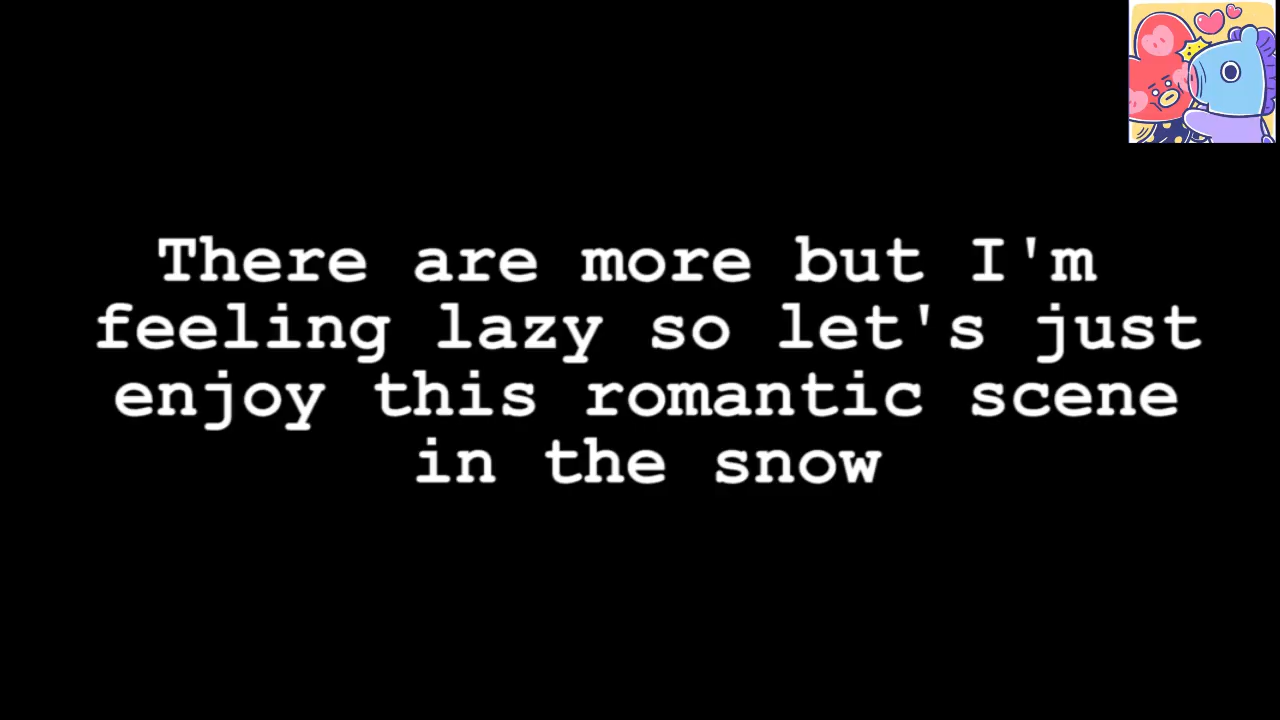 There are more but I'm
feeling lazy so let's just
enjoy this romantic scene
in the snow